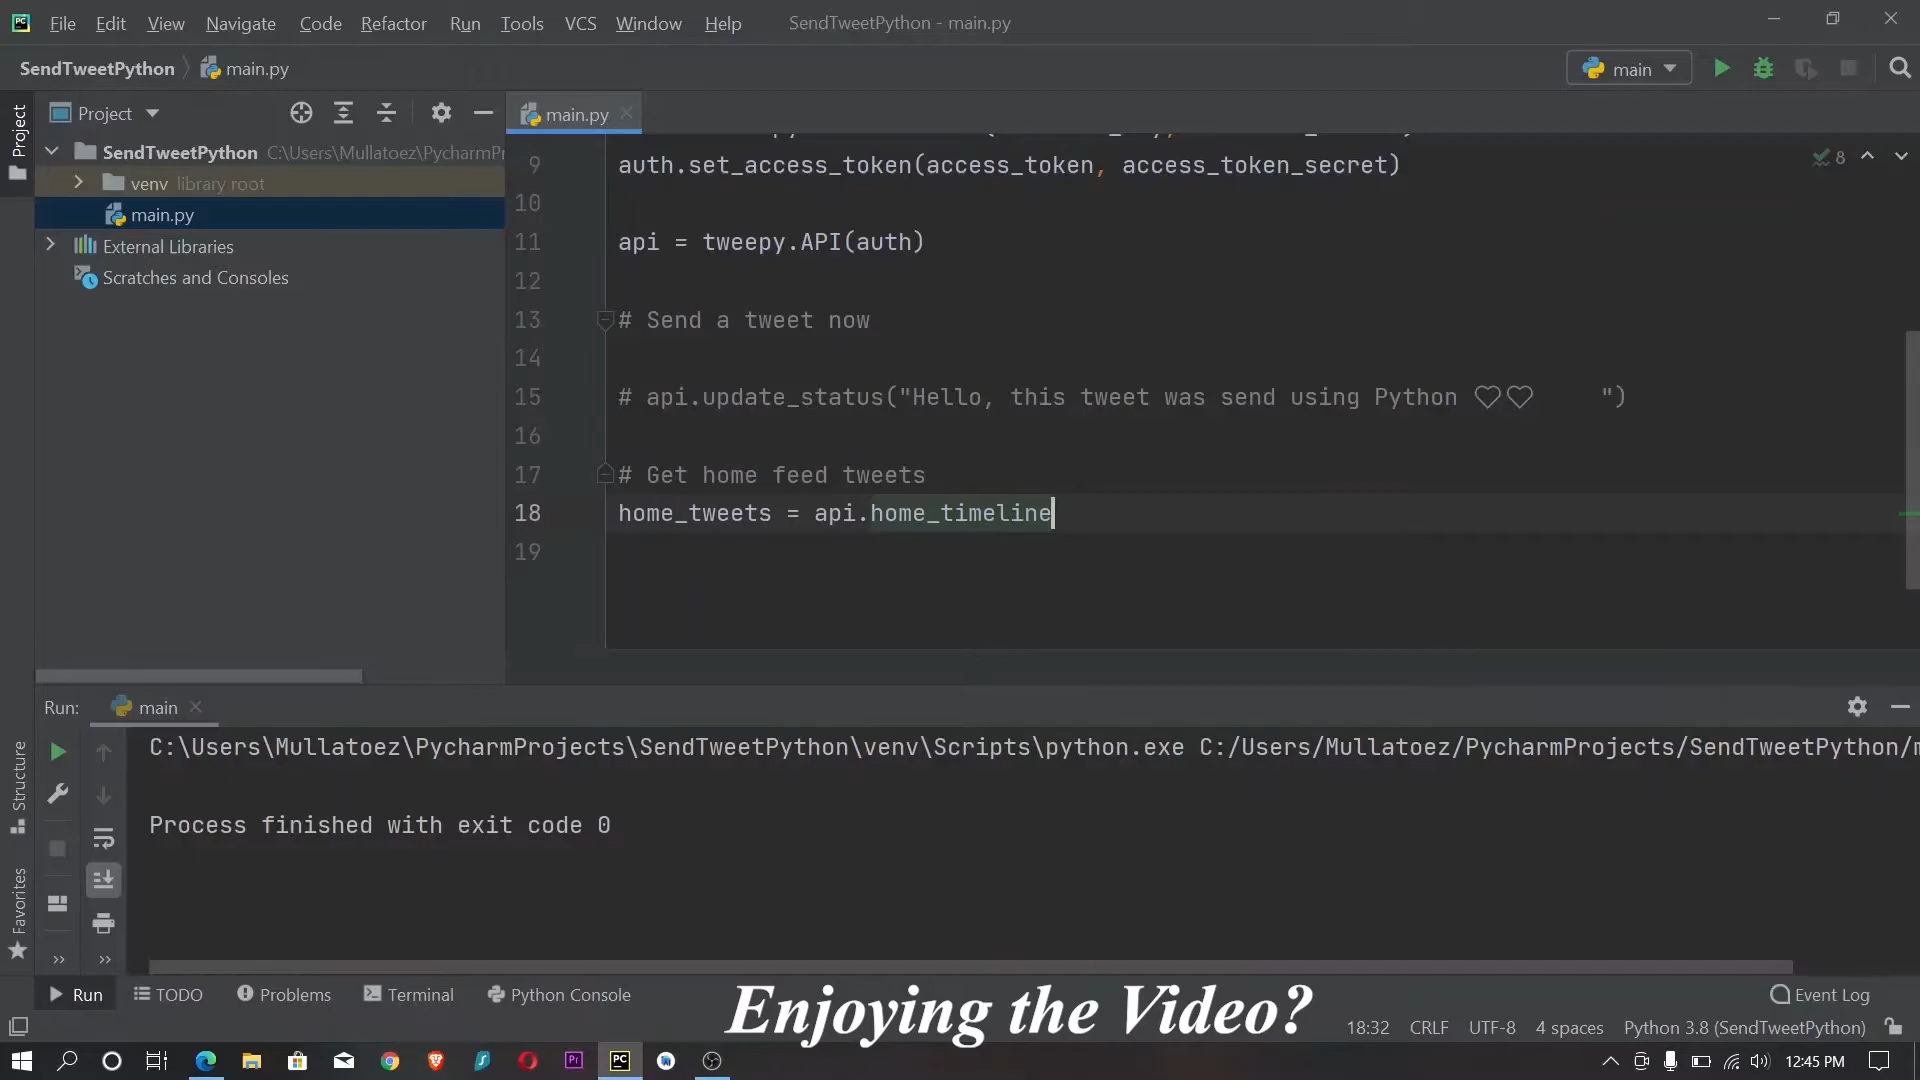 File Edit View Navigate Code Refactor Run Tools VCS Window Help SendTweetPython - main.py
SendTweetPython main.py main
Project main.py
Project
SendTweetPython C:\Users\Mullatoez\PycharmPr
venv library root
main.py
External Libraries
Scratches and Consoles
9 auth.set_access_token(access_token, access_token_secret) 8
10
11 api = tweepy.API(auth)
12
13 # Send a tweet now
14
15 # api.update_status("Hello, this tweet was send using Python ♡♡ ")
16
17 # Get home feed tweets
18 home_tweets = api.home_timeline
19
Run: main
C:\Users\Mullatoez\PycharmProjects\SendTweetPython\venv\Scripts\python.exe C:/Users/Mullatoez/PycharmProjects/SendTweetPython/m
Process finished with exit code 0
Structure
Favorites
Run TODO Problems Terminal Python Console Event Log
Enjoying the Video?
18:32 CRLF UTF-8 4 spaces Python 3.8 (SendTweetPython)
12:45 PM